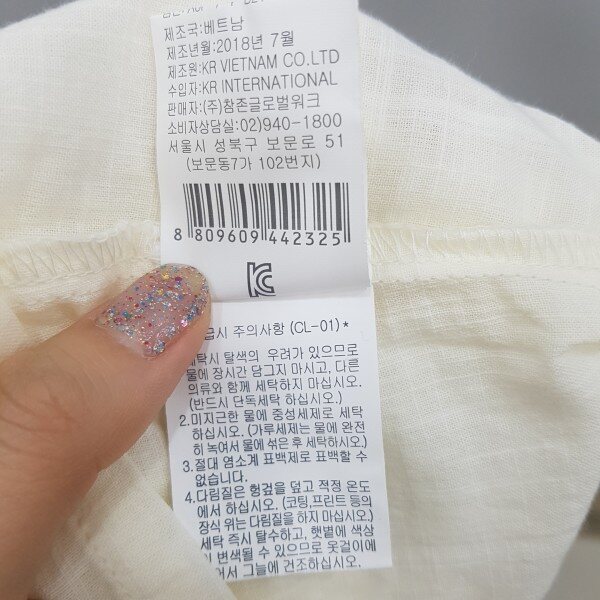 제조국:베트남
제조년월:2018년 7월
제조원:KR VIETNAM CO.LTD
수입자:KR INTERNATIONAL
판매자:(주)참존글로벌워크
소비자상담실:02)940-1800
서울시 성북구 보문로 51
(보문동7가 102번지)
8 809609 442325
KC
급시 주의사항 (CL-01)*
세탁시 탈색의 우려가 있으므로
물에 장시간 담그지 마시고, 다른
의류와 함께 세탁하지 마십시오.
(반드시 단독세탁 하십시오.)
2.미지근한 물에 중성세제로 세탁
하십시오. (가루세제는 물에 완전
히 녹여서 물에 섞은 후 세탁하시오.)
3.절대 염소계 표백제로 표백할 수
없습니다.
4.다림질은 헝겊을 덮고 적정 온도
에서 하십시오. (코팅,프린트 등의
장식 위는 다림질을 하지 마십시오.)
세탁 즉시 탈수하고, 햇볕에 색상
이 변색될 수 있으므로 옷걸이에
어서 그늘에 건조하십시오.